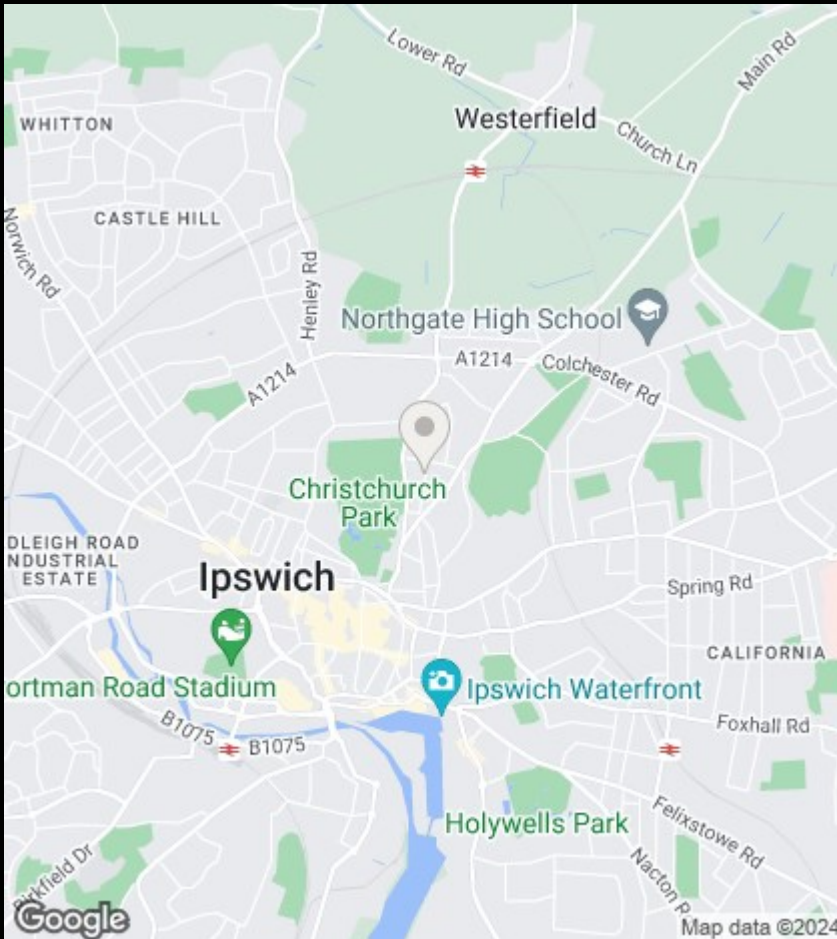 Lower Rd
Main Rd
Westerfield
WHITTON
Church Ln
CASTLE HILL
Norwich Rd
Henley Rd
Northgate High School
A1214
A1214
Colchester Rd
Christchurch
Park
DLEIGH ROAD
NDUSTRIAL
ESTATE
Ipswich
Spring Rd
CALIFORNIA
ortman Road Stadium
Ipswich Waterfront
B1075
B1075
Foxhall Rd
Holywells Park
Felixstowe Rd
Nacton R
Birkfield Dr
Google
Map data ©2024